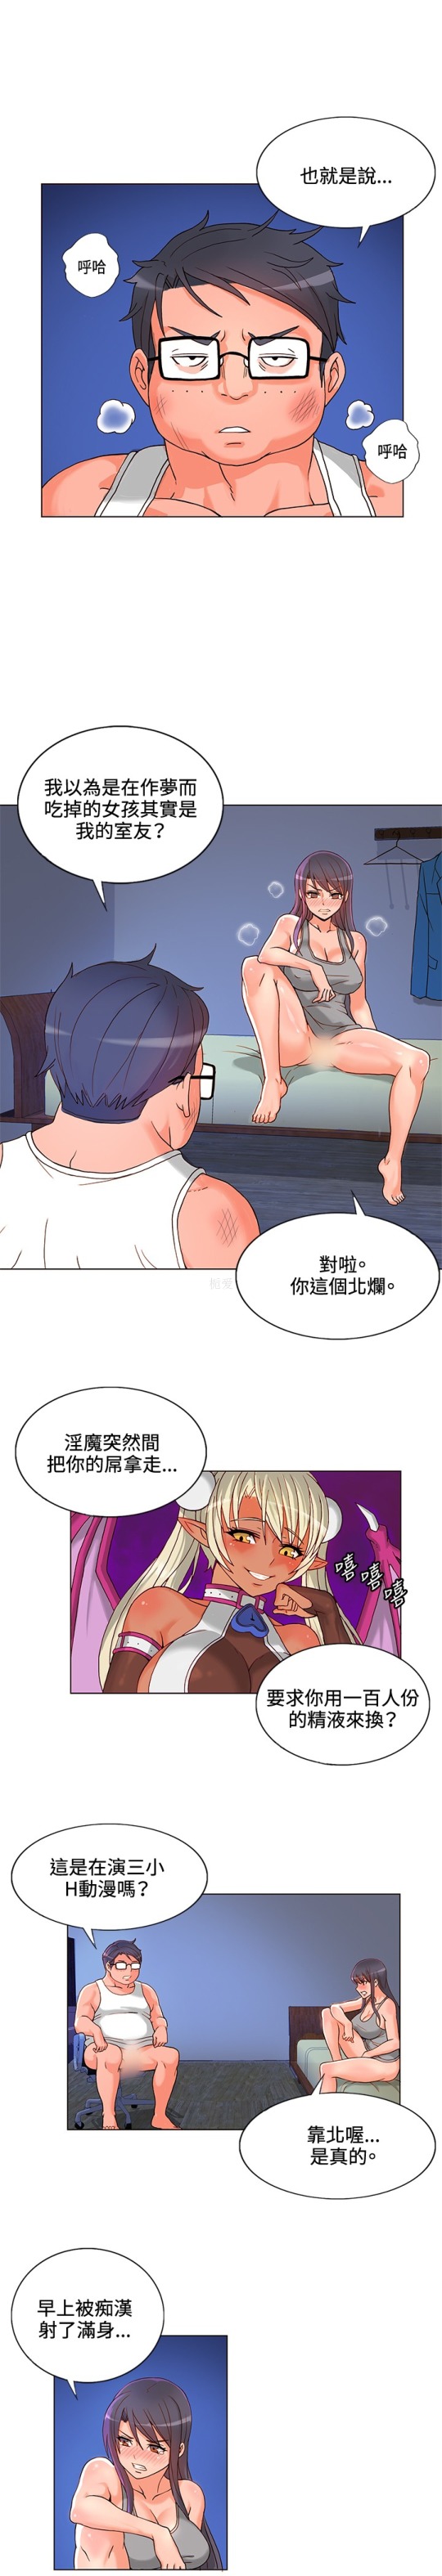 也就是說…
呼哈
呼哈
我以為是在作夢而
吃掉的女孩其實是
我的室友？
對啦。
你這個北爛。
淫魔突然間
把你的屌拿走…
嘻嘻嘻
要求你用一百人份
的精液來換？
這是在演三小
H動漫嗎？
靠北喔…
是真的。
早上被痴漢
射了滿身…